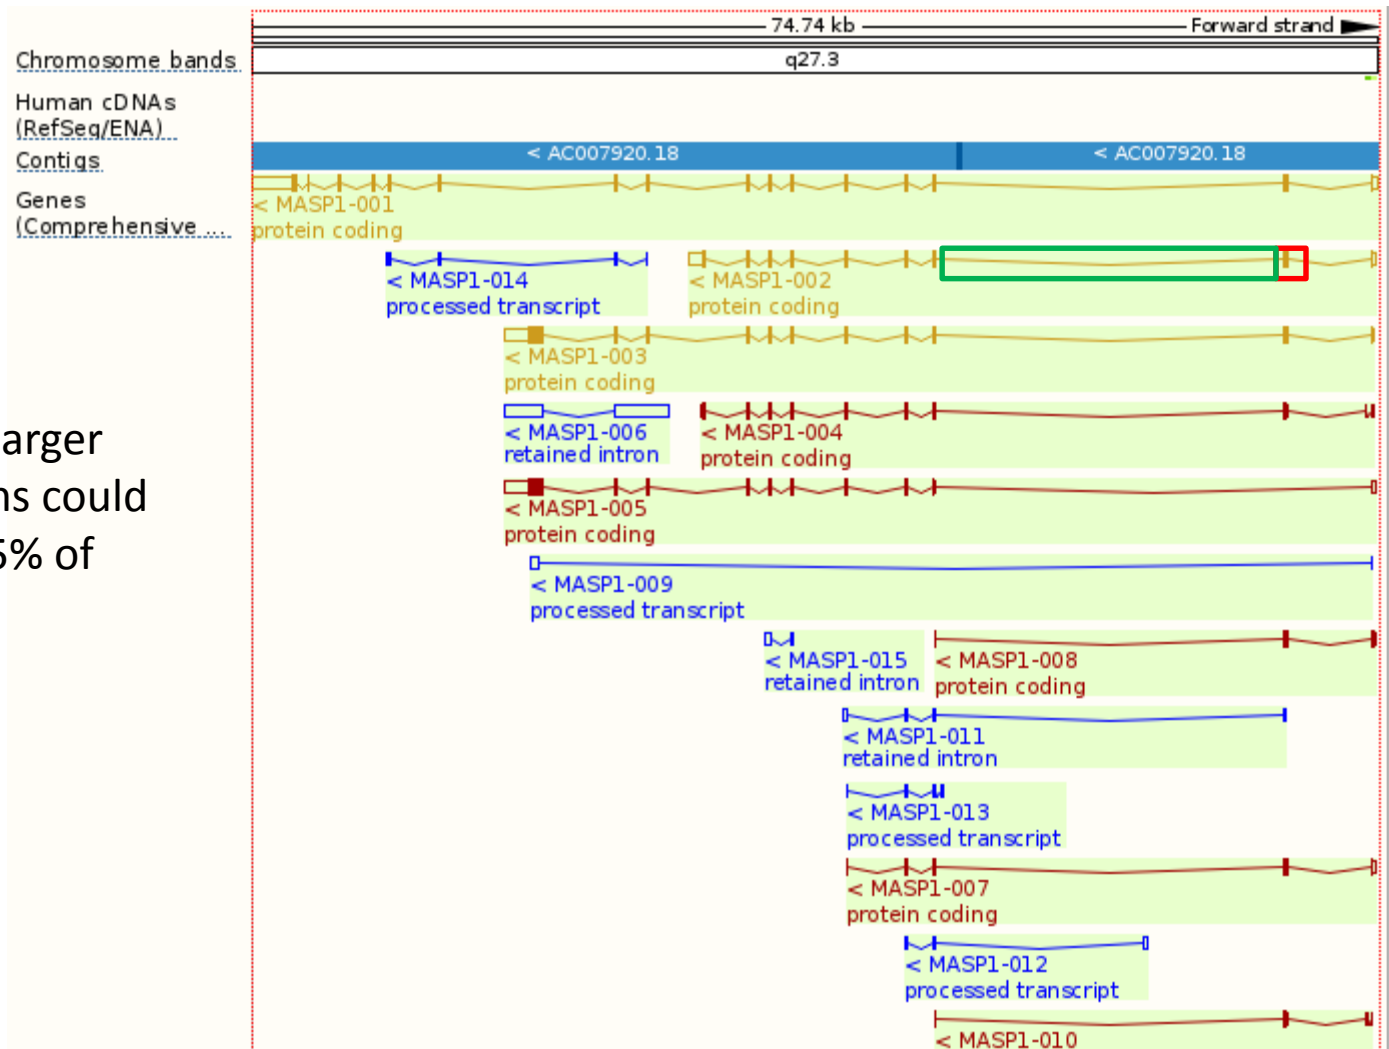 74.74 kb
Forward strand
Chromosome bands
q27.3
Human cDNAs
(RefSeq/ENA)
Contigs
< AC007920.18
< AC007920.18
Genes
(Comprehensive ...
< MASP1-001
protein coding
< MASP1-014
processed transcript
< MASP1-002
protein coding
< MASP1-003
protein coding
< MASP1-006
retained intron
< MASP1-004
protein coding
arger
ns could
5% of
< MASP1-005
protein coding
< MASP1-009
processed transcript
< MASP1-015
retained intron
< MASP1-008
protein coding
< MASP1-011
retained intron
< MASP1-013
processed transcript
< MASP1-007
protein coding
< MASP1-012
processed transcript
< MASP1-010